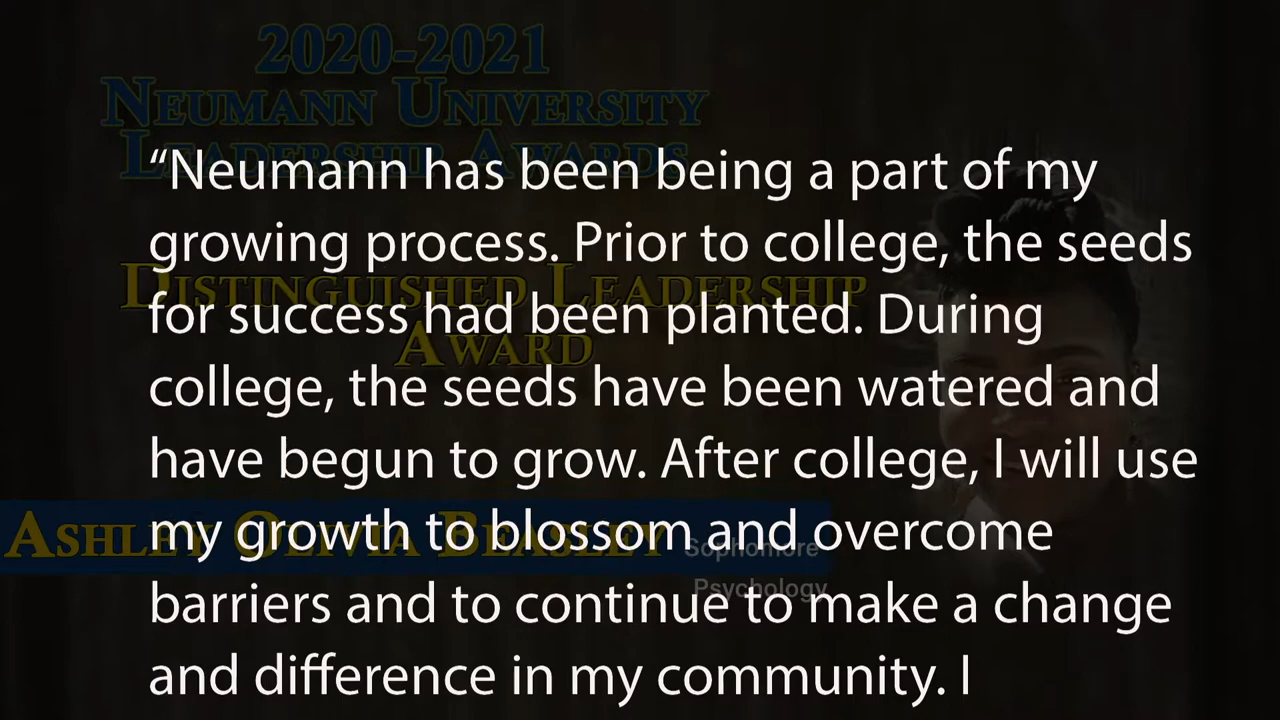 2020-2021
Neumann University
Leadership Awards
Distinguished Leadership
Award
Ashley Olivia Beasley
Sophomore
Psychology
“Neumann has been being a part of my
growing process. Prior to college, the seeds
for success had been planted. During
college, the seeds have been watered and
have begun to grow. After college, I will use
my growth to blossom and overcome
barriers and to continue to make a change
and difference in my community. I